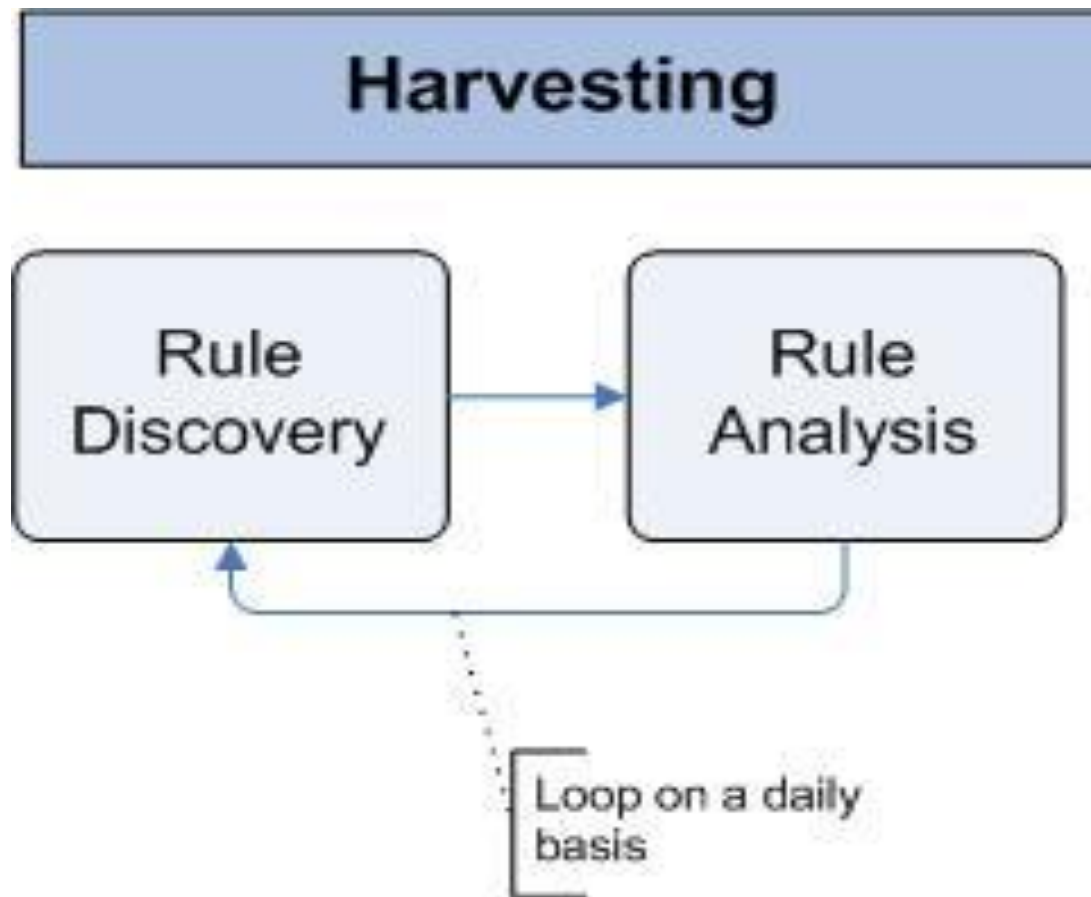 Harvesting
Rule
Discovery
Rule
Analysis
Loop on a daily
basis